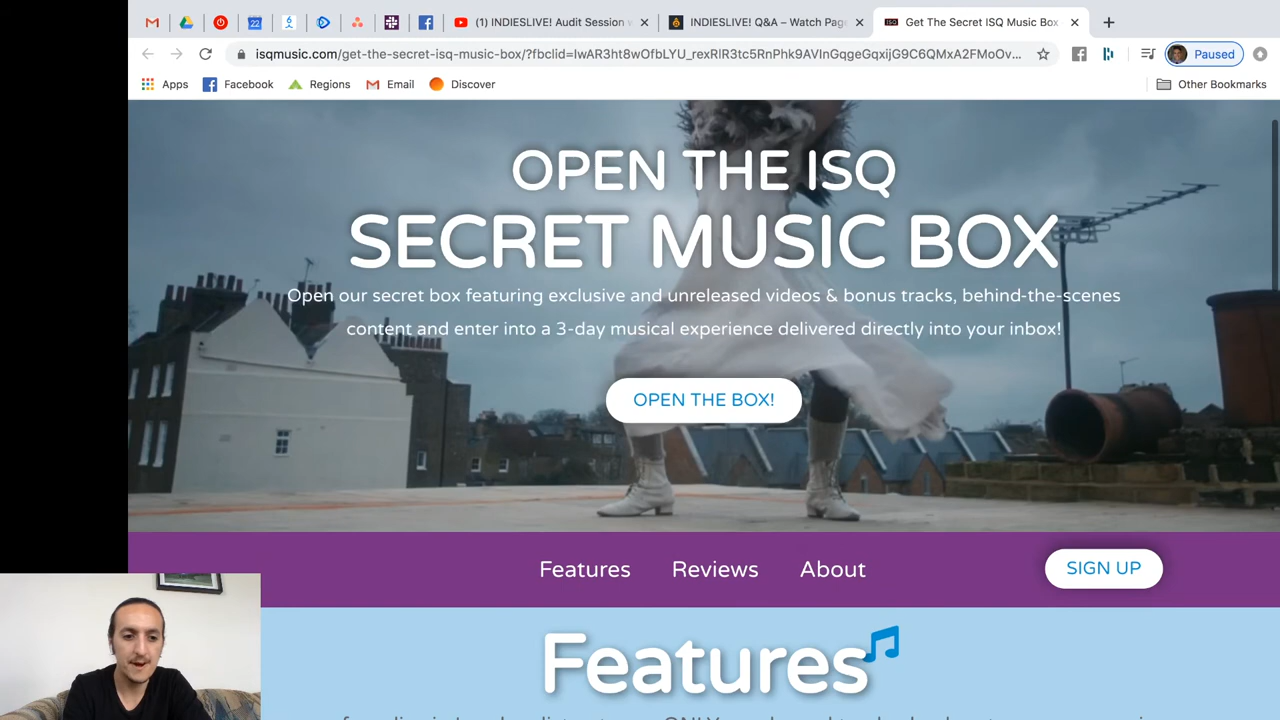 (1) INDIESLIVE! Audit Session w
INDIESLIVE! Q&A – Watch Page
ISQ
Get The Secret ISQ Music Box
isqmusic.com/get-the-secret-isq-music-box/?fbclid=IwAR3ht8wOfbLYU_rexRlR3tc5RnPhk9AVInGqgeGqxijG9C6QMxA2FMoOv...
Paused
Apps
Facebook
Regions
Email
Discover
Other Bookmarks
OPEN THE ISQ
SECRET MUSIC BOX
Open our secret box featuring exclusive and unreleased videos & bonus tracks, behind-the-scenes
content and enter into a 3-day musical experience delivered directly into your inbox!
OPEN THE BOX!
Features
Reviews
About
SIGN UP
Features